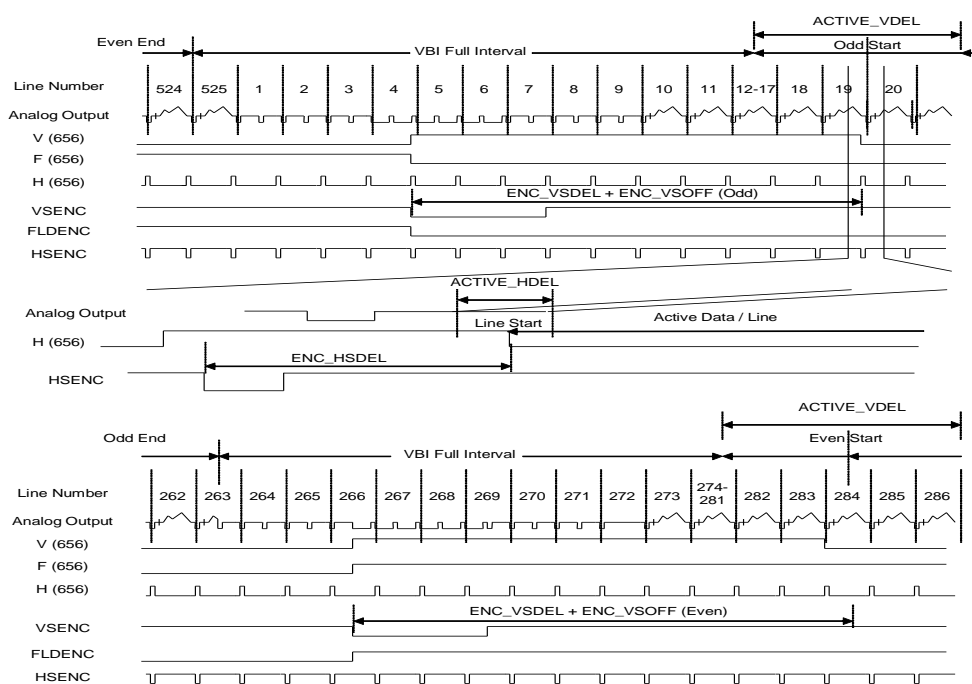 ACTIVE_VDEL
Even End
VBI Full Interval
Odd Start
Line Number
524 525 1 2 3 4 5 6 7 8 9 10 11 12-17 18 19 20
Analog Output
V (656)
F (656)
H (656)
ENC_VSDEL + ENC_VSOFF (Odd)
VSENC
FLDENC
HSENC
ACTIVE_HDEL
Analog Output
Line Start
Active Data / Line
H (656)
ENC_HSDEL
HSENC
ACTIVE_VDEL
Odd End
VBI Full Interval
Even Start
Line Number
262 263 264 265 266 267 268 269 270 271 272 273 274-281 282 283 284 285 286
Analog Output
V (656)
F (656)
H (656)
ENC_VSDEL + ENC_VSOFF (Even)
VSENC
FLDENC
HSENC